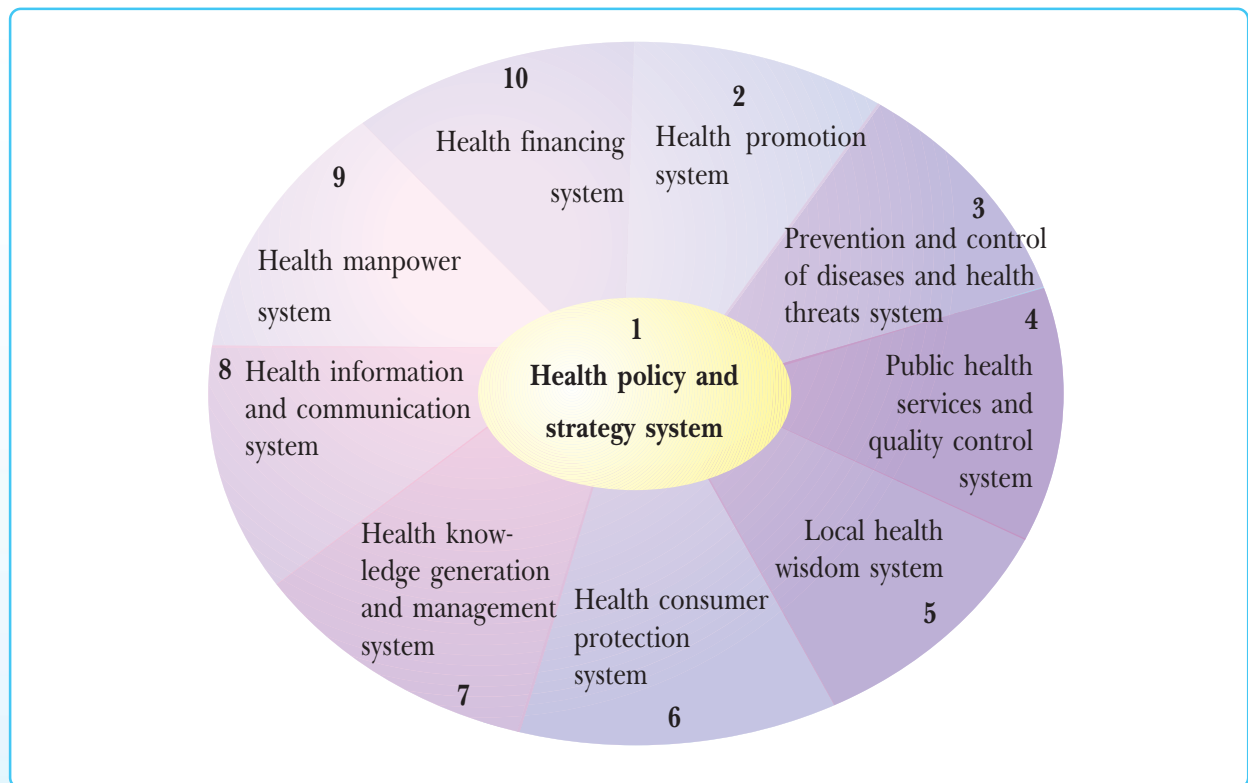 1
Health policy and
strategy system
2
Health promotion
system
3
Prevention and control
of diseases and health
threats system
4
Public health
services and
quality control
system
Local health
wisdom system
5
Health consumer
protection
system
6
Health know-
ledge generation
and management
system
7
8 Health information
and communication
system
9
Health manpower
system
10
Health financing
system